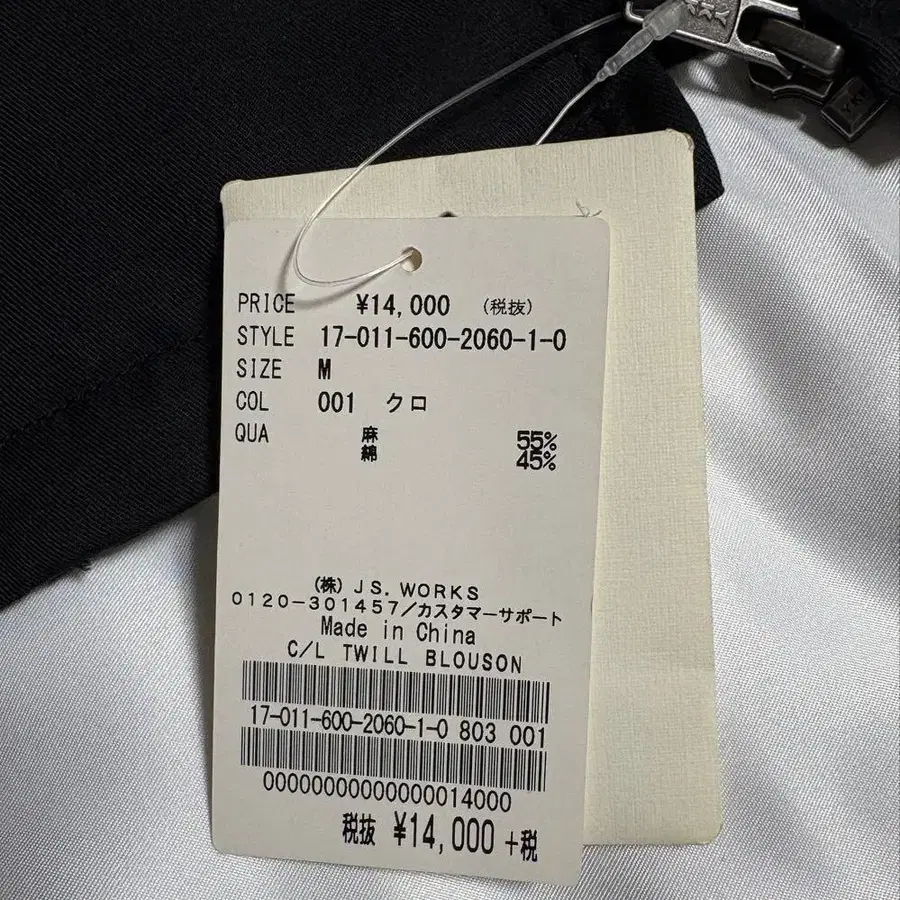 YKK
PRICE ¥14,000 (税抜)
STYLE 17-011-600-2060-1-0
SIZE M
COL 001 クロ
QUA 麻 55%
綿 45%
(株) JS. WORKS
0120-301457/カスタマーサポート
Made in China
C/L TWILL BLOUSON
17-011-600-2060-1-0 803 001
00000000000000014000
税抜 ¥14,000 +税